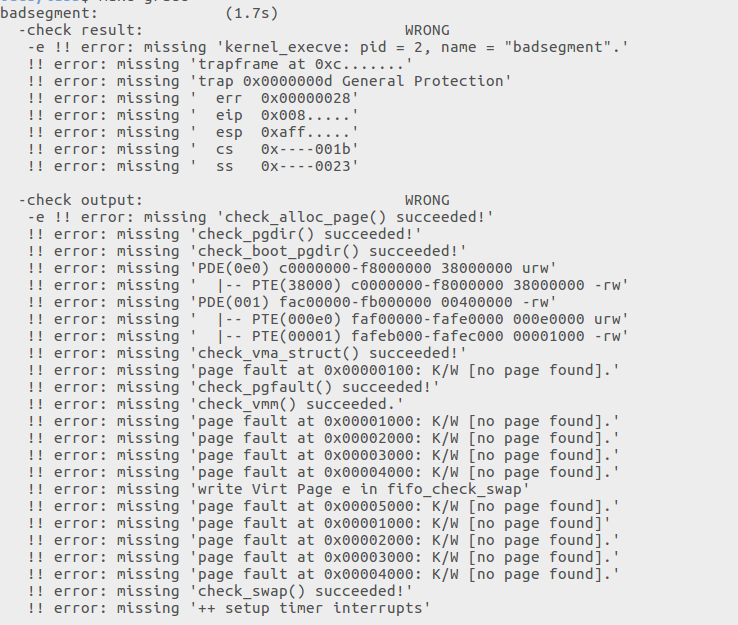 badsegment:              (1.7s)
  -check result:                             WRONG
   -e !! error: missing 'kernel_execve: pid = 2, name = "badsegment".'
   !! error: missing 'trapframe at 0xc.......'
   !! error: missing 'trap 0x0000000d General Protection'
   !! error: missing '  err  0x00000028'
   !! error: missing '  eip  0x008.....'
   !! error: missing '  esp  0xaff.....'
   !! error: missing '  cs   0x----001b'
   !! error: missing '  ss   0x----0023'
  -check output:                             WRONG
   -e !! error: missing 'check_alloc_page() succeeded!'
   !! error: missing 'check_pgdir() succeeded!'
   !! error: missing 'check_boot_pgdir() succeeded!'
   !! error: missing 'PDE(0e0) c0000000-f8000000 38000000 urw'
   !! error: missing '  |-- PTE(38000) c0000000-f8000000 38000000 -rw'
   !! error: missing 'PDE(001) fac00000-fb000000 00400000 -rw'
   !! error: missing '  |-- PTE(000e0) faf00000-fafe0000 000e0000 urw'
   !! error: missing '  |-- PTE(00001) fafeb000-fafec000 00001000 -rw'
   !! error: missing 'check_vma_struct() succeeded!'
   !! error: missing 'page fault at 0x00000100: K/W [no page found].'
   !! error: missing 'check_pgfault() succeeded!'
   !! error: missing 'check_vmm() succeeded.'
   !! error: missing 'page fault at 0x00001000: K/W [no page found].'
   !! error: missing 'page fault at 0x00002000: K/W [no page found].'
   !! error: missing 'page fault at 0x00003000: K/W [no page found].'
   !! error: missing 'page fault at 0x00004000: K/W [no page found].'
   !! error: missing 'write Virt Page e in fifo_check_swap'
   !! error: missing 'page fault at 0x00005000: K/W [no page found].'
   !! error: missing 'page fault at 0x00001000: K/W [no page found]'
   !! error: missing 'page fault at 0x00002000: K/W [no page found].'
   !! error: missing 'page fault at 0x00003000: K/W [no page found].'
   !! error: missing 'page fault at 0x00004000: K/W [no page found].'
   !! error: missing 'check_swap() succeeded!'
   !! error: missing '++ setup timer interrupts'